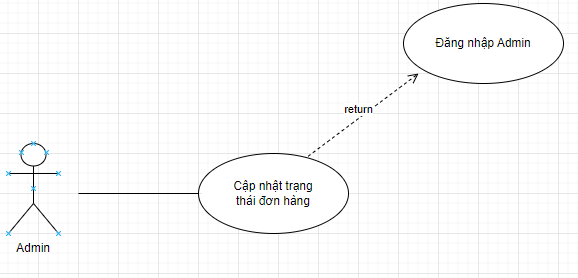 Đăng nhập Admin
return
Cập nhật trạng
thái đơn hàng
Admin